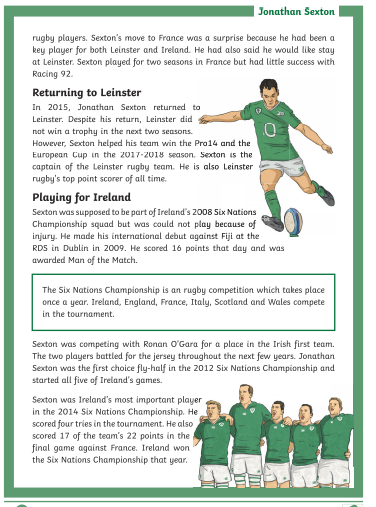 Jonathan Sexton
rugby players. Sexton's move to France was a surprise because he had been a
key player for both Leinster and Ireland. He had also said he would like stay
at Leinster. Sexton played for two seasons in France but had little success with
Racing 92.
Returning to Leinster
In 2015, Jonathan Sexton returned to
Leinster. Despite his return, Leinster did
not win a trophy in the next two seasons.
However, Sexton helped his team win the Pro14 and the
European Cup in the 2017-2018 season. Sexton is the
captain of the Leinster rugby team. He is also Leinster
rugby's top point scorer of all time.
Playing for Ireland
Sexton was supposed to be part of Ireland's 2008 Six Nations
Championship squad but was could not play because of
injury. He made his international debut against Fiji at the
RDS in Dublin in 2009. He scored 16 points that day and was
awarded Man of the Match.
The Six Nations Championship is an rugby competition which takes place
once a year. Ireland, England, France, Italy, Scotland and Wales compete
in the tournament.
Sexton was competing with Ronan O'Gara for a place in the Irish first team.
The two players battled for the jersey throughout the next few years. Jonathan
Sexton was the first choice fly-half in the 2012 Six Nations Championship and
started all five of Ireland's games.
Sexton was Ireland's most important player
in the 2014 Six Nations Championship. He
scored four tries in the tournament. He also
scored 17 of the team's 22 points in the
final game against France. Ireland won
the Six Nations Championship that year.